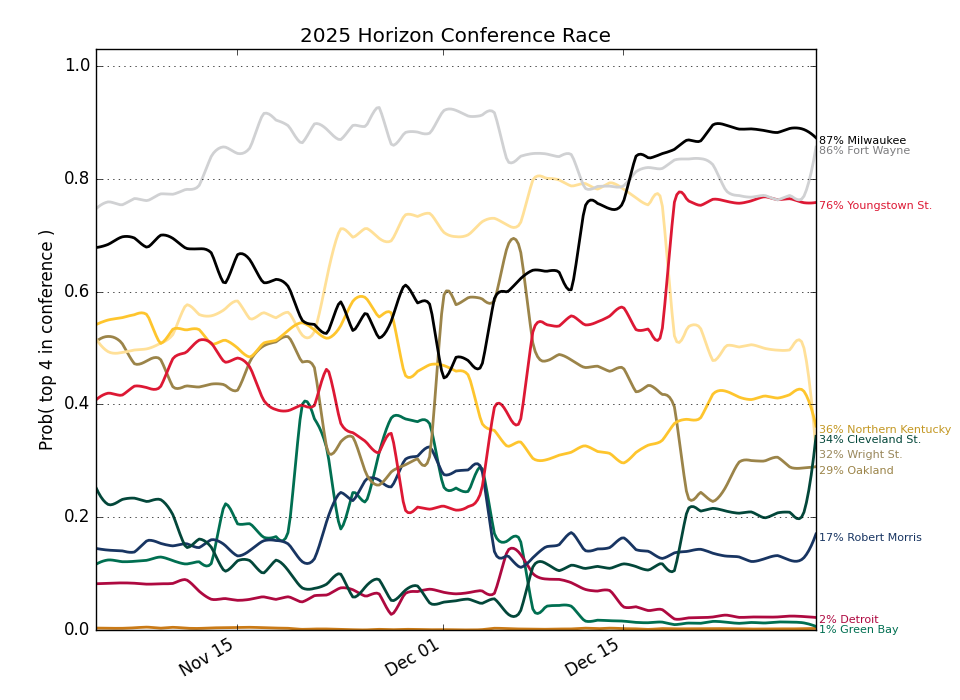 2025 Horizon Conference Race
Prob( top 4 in conference )
1.0
0.8
0.6
0.4
0.2
0.0
Nov 15
Dec 01
Dec 15
87% Milwaukee
86% Fort Wayne
76% Youngstown St.
36% Northern Kentucky
34% Cleveland St.
32% Wright St.
29% Oakland
17% Robert Morris
2% Detroit
1% Green Bay